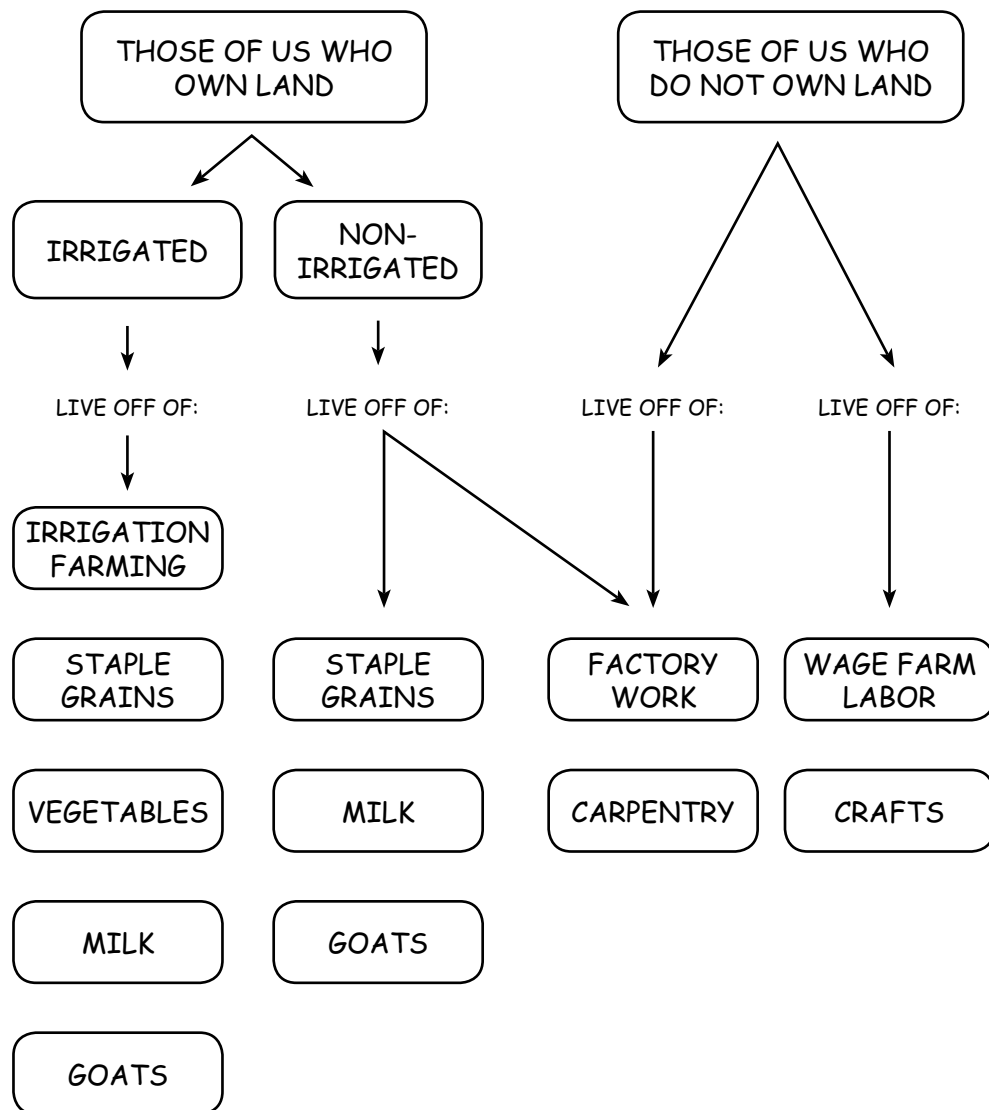 THOSE OF US WHO
OWN LAND
THOSE OF US WHO
DO NOT OWN LAND
IRRIGATED
NON-
IRRIGATED
LIVE OFF OF:
LIVE OFF OF:
LIVE OFF OF:
LIVE OFF OF:
IRRIGATION
FARMING
STAPLE
GRAINS
STAPLE
GRAINS
FACTORY
WORK
WAGE FARM
LABOR
VEGETABLES
MILK
CARPENTRY
CRAFTS
MILK
GOATS
GOATS